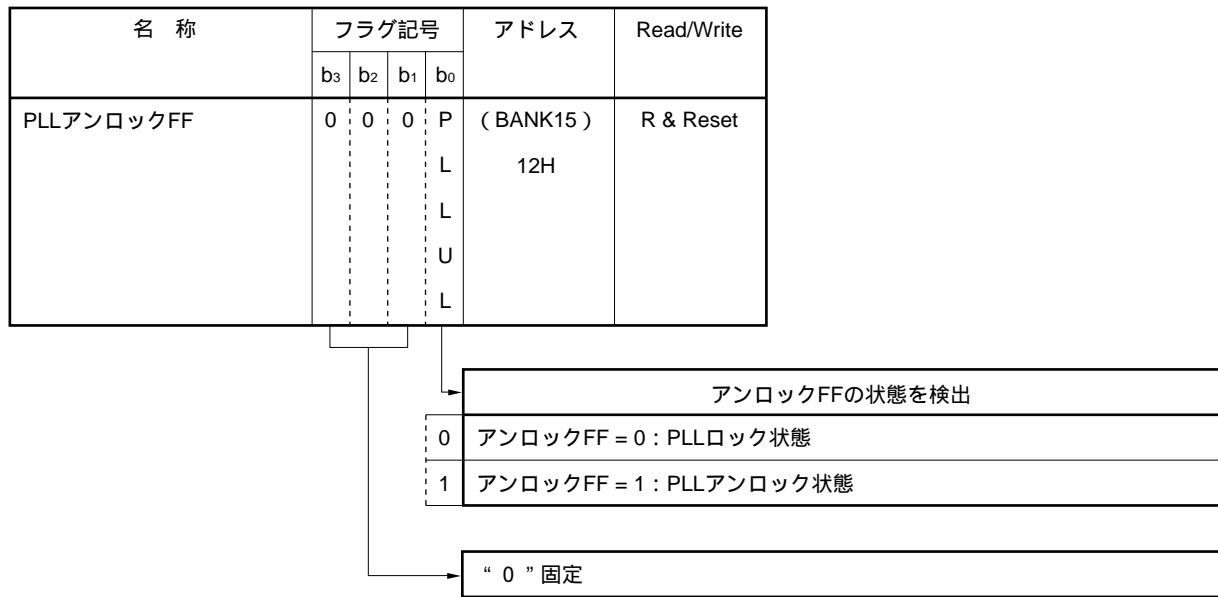 名 称 フラグ記号 アドレス Read/Write
b3 b2 b1 b0
PLLアンロックFF 0 0 0 P （BANK15） R & Reset
L 12H
L
U
L
アンロックFFの状態を検出
0 アンロックFF = 0：PLLロック状態
1 アンロックFF = 1：PLLアンロック状態
“ 0 ” 固定